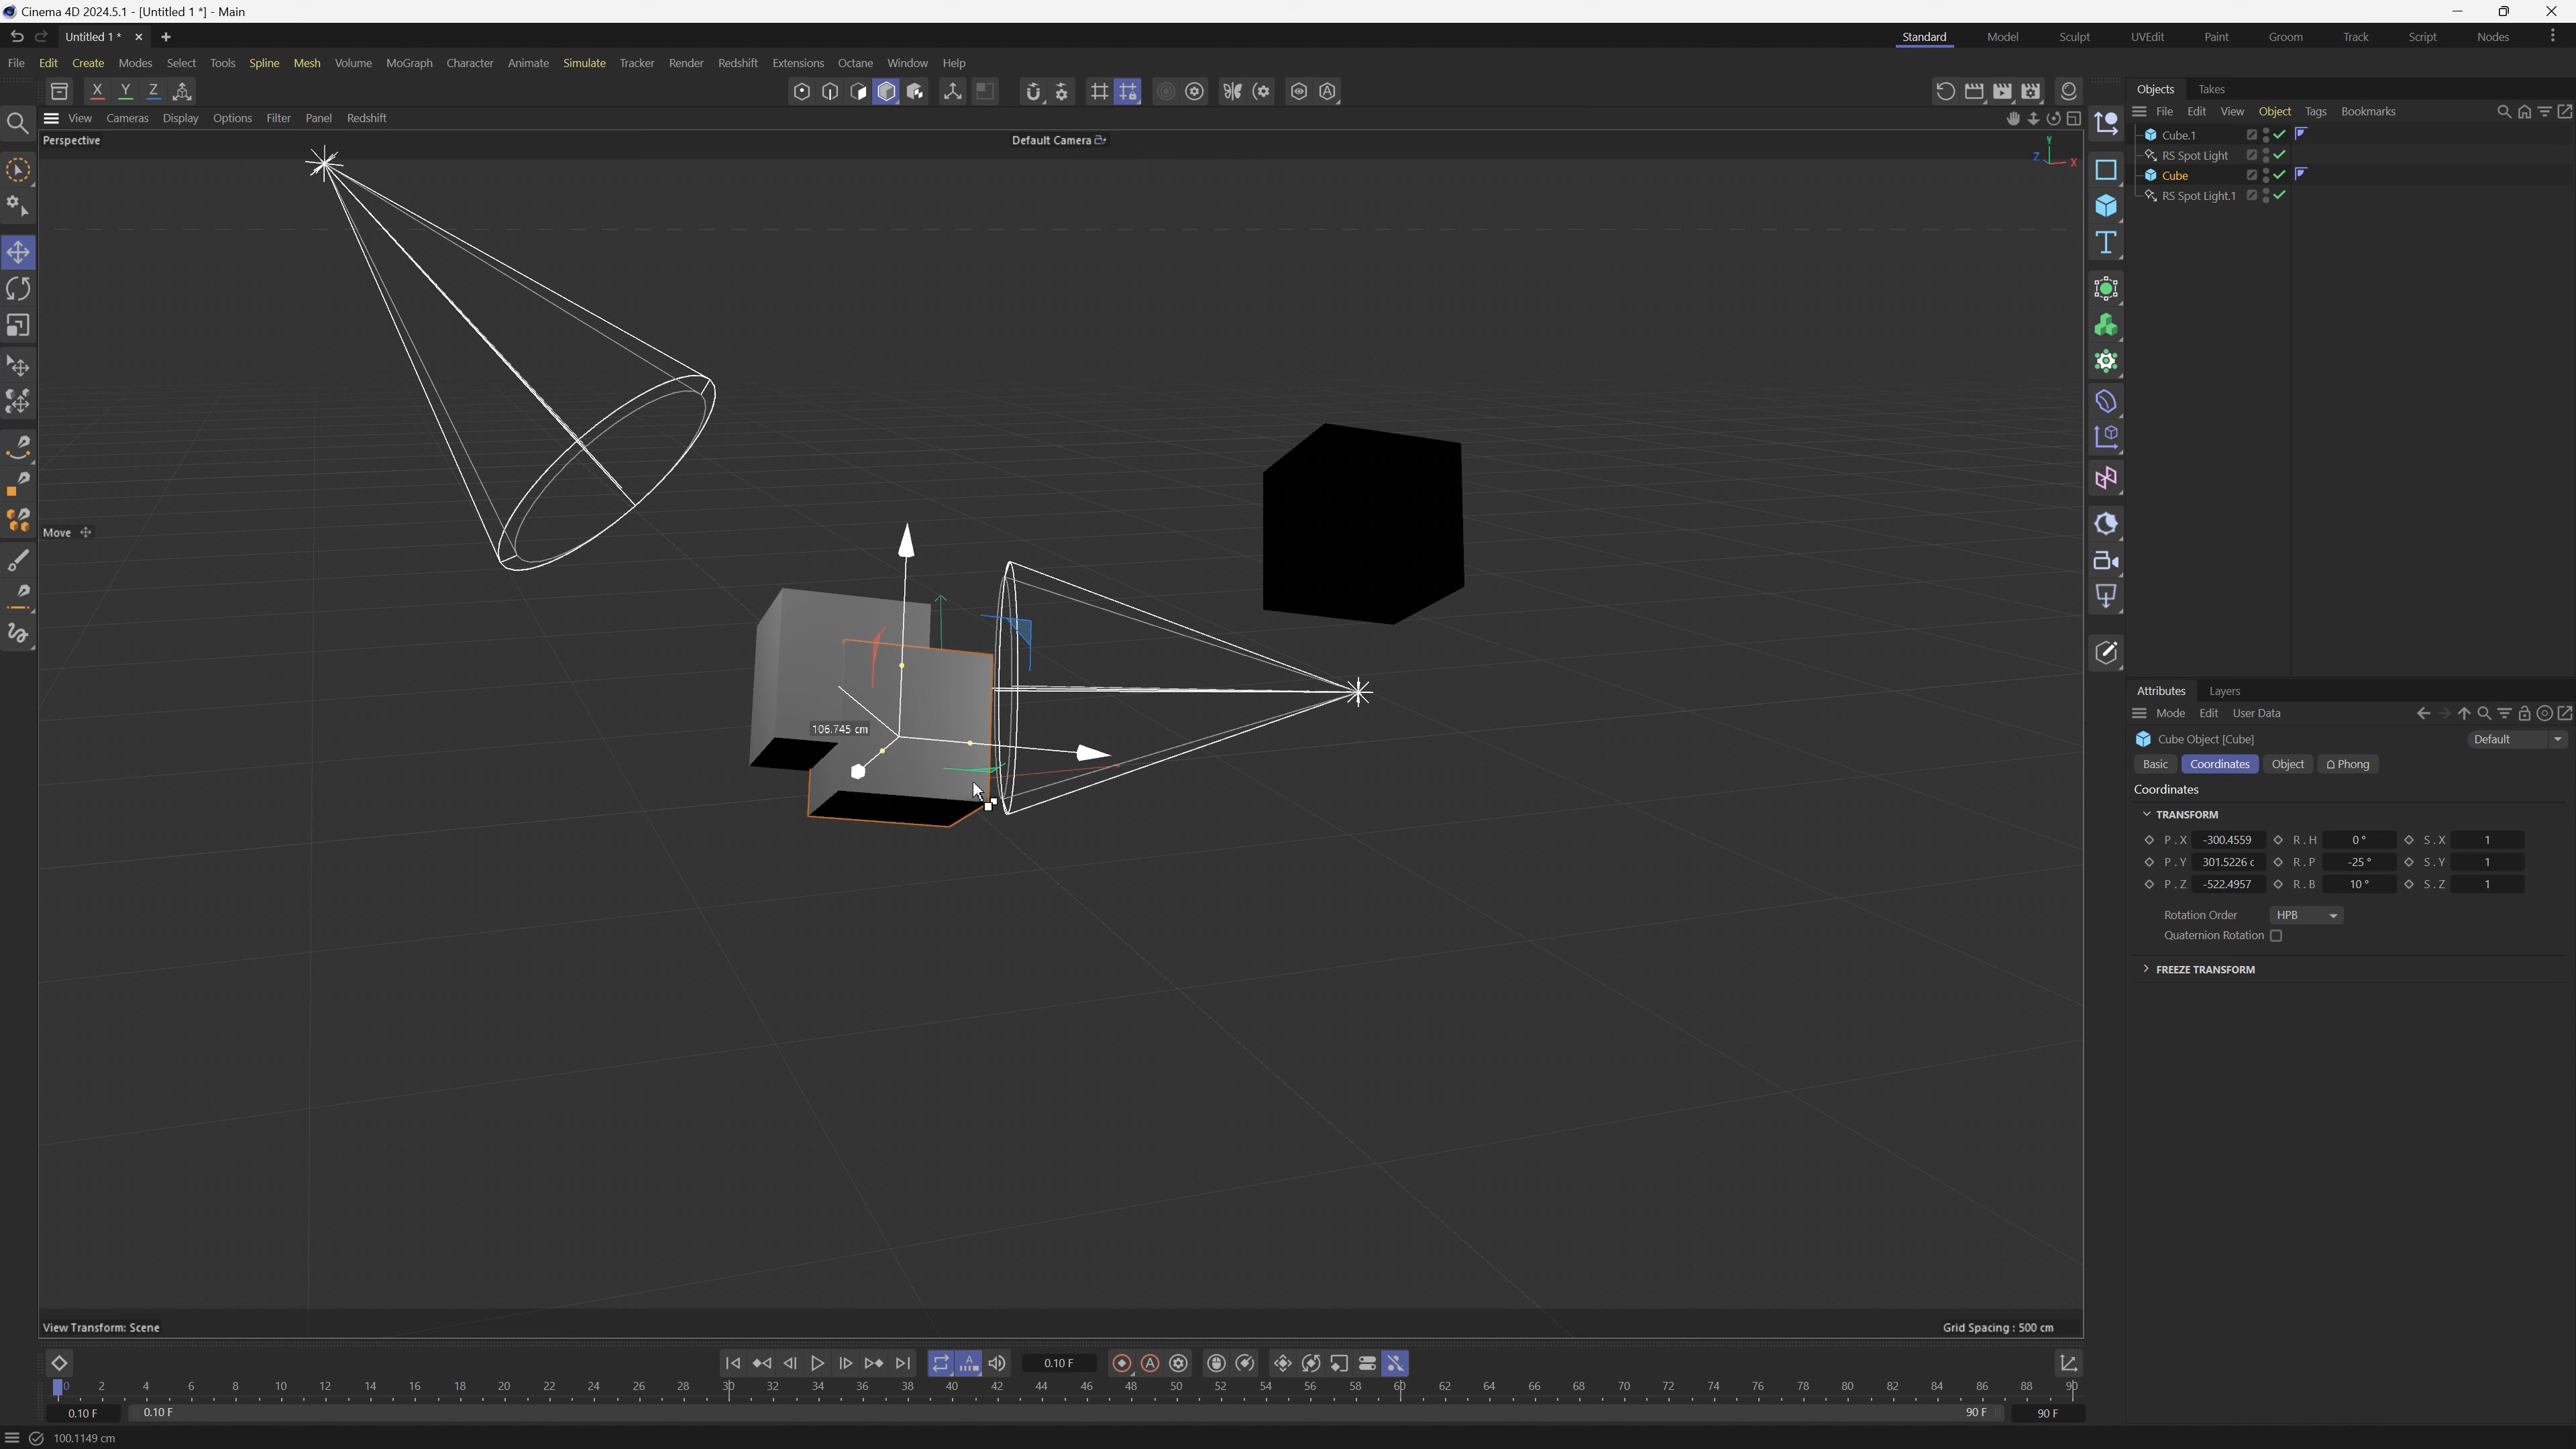 Cinema 4D 2024.5.1 - [Untitled 1 *] - Main
Untitled 1 *
Standard Model Sculpt UVEdit Paint Groom Track Script Nodes
File Edit Create Modes Select Tools Spline Mesh Volume MoGraph Character Animate Simulate Tracker Render Redshift Extensions Octane Window Help
X Y Z
Objects Takes
View Cameras Display Options Filter Panel Redshift
File Edit View Object Tags Bookmarks
Perspective
Default Camera
Y
Z X
Cube.1
RS Spot Light
Cube
RS Spot Light.1
Move
106.745 cm
Attributes Layers
Mode Edit User Data
Cube Object [Cube]
Default
Basic Coordinates Object Phong
Coordinates
TRANSFORM
P . X -300.4559 R . H 0 ° S . X 1
P . Y 301.5226 c R . P -25 ° S . Y 1
P . Z -522.4957 R . B 10 ° S . Z 1
Rotation Order HPB
Quaternion Rotation
FREEZE TRANSFORM
View Transform: Scene
Grid Spacing : 500 cm
0.10 F
0 2 4 6 8 10 12 14 16 18 20 22 24 26 28 30 32 34 36 38 40 42 44 46 48 50 52 54 56 58 60 62 64 66 68 70 72 74 76 78 80 82 84 86 88 90
0.10 F 0.10 F 90 F 90 F
100.1149 cm